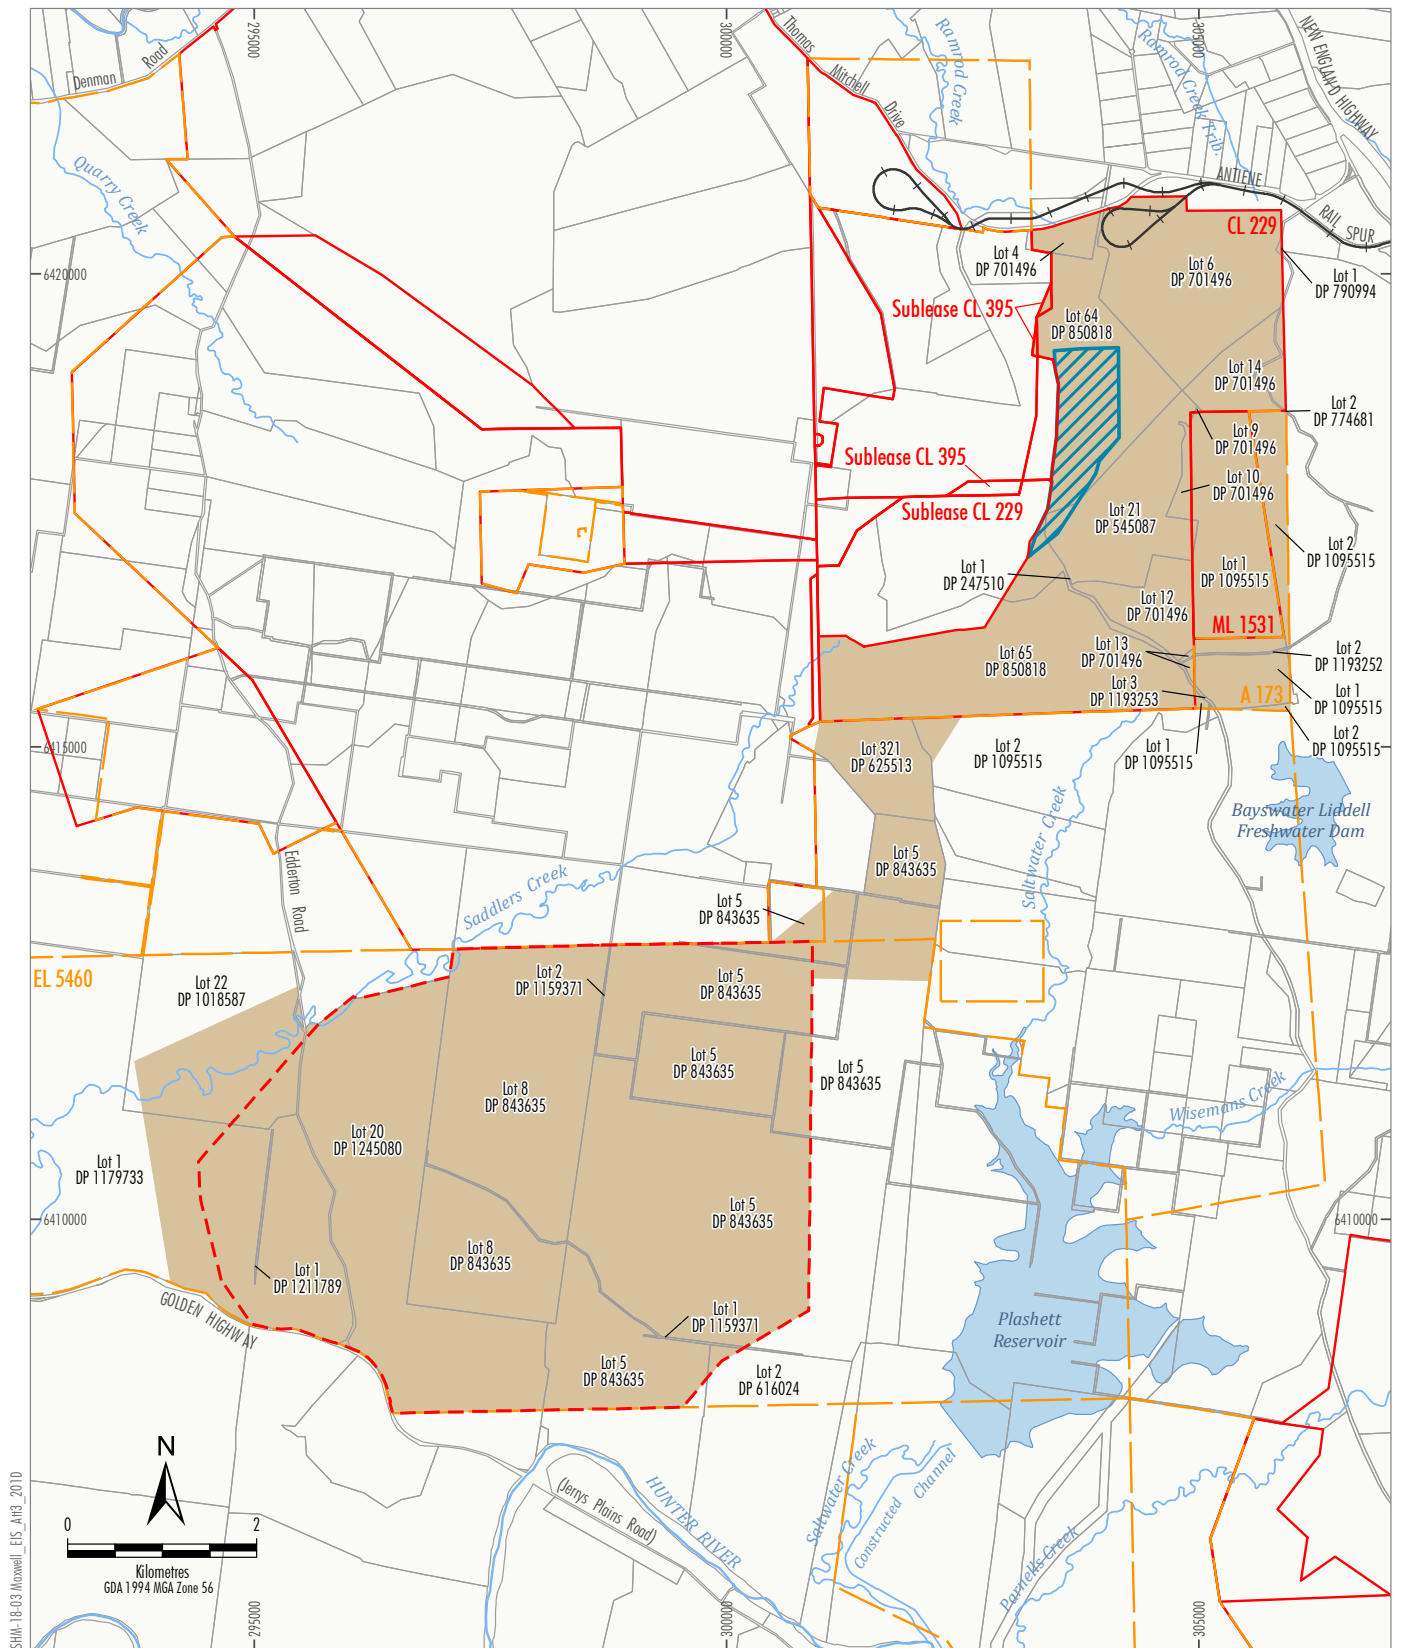 295000
300000
305000
Denman Road
Thomas Mitchell Drive
Ramrod Creek
Ramrod Creek Trib.
NEW ENGLAND HIGHWAY
Quarry Creek
ANTIENE
RAIL SPUR
CL 229
Lot 4
DP 701496
Lot 6
DP 701496
Lot 1
DP 790994
6420000
Sublease CL 395
Lot 64
DP 850818
Lot 14
DP 701496
Lot 2
DP 774681
Lot 9
DP 701496
Sublease CL 395
Lot 10
DP 701496
Sublease CL 229
Lot 21
DP 545087
Lot 2
DP 1095515
Lot 1
DP 247510
Lot 1
DP 1095515
Lot 12
DP 701496
ML 1531
Lot 13
DP 701496
Lot 65
DP 850818
Lot 2
DP 1193252
Lot 3
DP 1193253
A 173
Lot 1
DP 1095515
Lot 2
DP 1095515
6415000
Lot 321
DP 625513
Lot 2
DP 1095515
Lot 1
DP 1095515
Bayswater Liddell
Freshwater Dam
Saltwater Creek
Edderton Road
Saddlers Creek
Lot 5
DP 843635
Lot 5
DP 843635
EL 5460
Lot 22
DP 1018587
Lot 2
DP 1159371
Lot 5
DP 843635
Lot 5
DP 843635
Lot 5
DP 843635
Lot 8
DP 843635
Wisemans Creek
Lot 20
DP 1245080
Lot 1
DP 1179733
Lot 5
DP 843635
6410000
6410000
Lot 8
DP 843635
Lot 1
DP 1211789
GOLDEN HIGHWAY
Lot 1
DP 1159371
Plashett
Reservoir
Lot 5
DP 843635
Lot 2
DP 616024
N
0 2
Kilometres
GDA 1994 MGA Zone 56
(Jerrys Plains Road)
HUNTER RIVER
Saltwater Creek
Constructed Channel
Parnells Creek
SHM-18-03 Maxwell_EIS_Att3_201D
295000
300000
305000